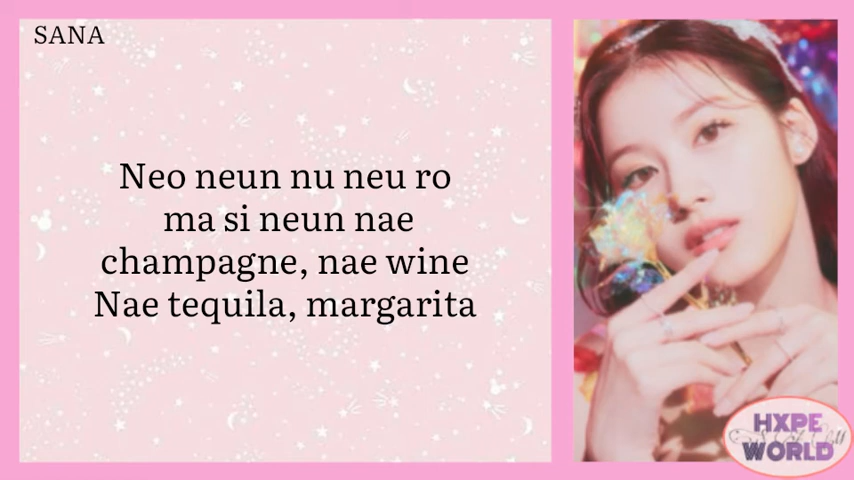 SANA
Neo neun nu neu ro
ma si neun nae
champagne, nae wine
Nae tequila, margarita
HXPE
WORLD